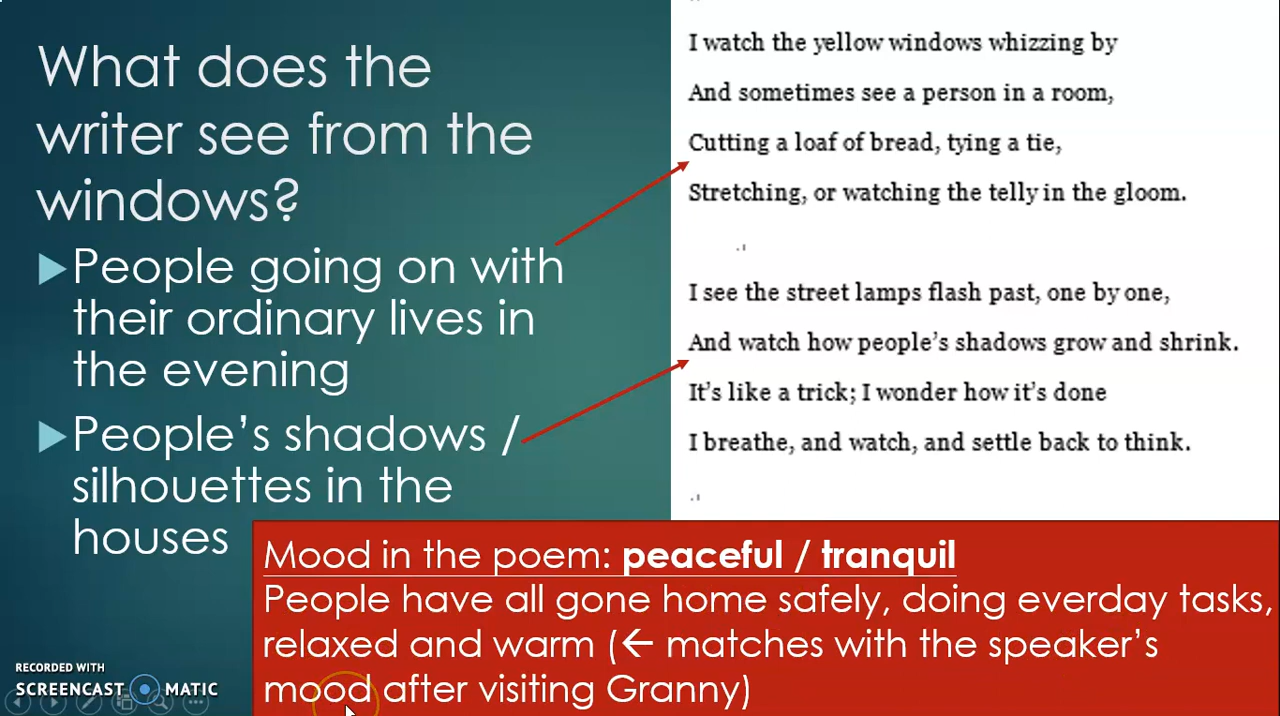 What does the
writer see from the
windows?
People going on with
their ordinary lives in
the evening
People's shadows /
silhouettes in the
houses
I watch the yellow windows whizzing by
And sometimes see a person in a room,
Cutting a loaf of bread, tying a tie,
Stretching, or watching the telly in the gloom.
I see the street lamps flash past, one by one,
And watch how people's shadows grow and shrink.
It's like a trick; I wonder how it's done
I breathe, and watch, and settle back to think.
Mood in the poem: peaceful / tranquil
People have all gone home safely, doing everday tasks,
relaxed and warm (← matches with the speaker's
mood after visiting Granny)
RECORDED WITH
SCREENCAST MATIC